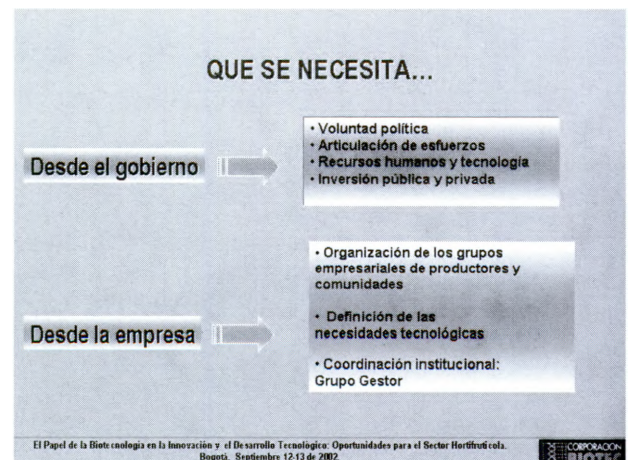 QUE SE NECESITA...
Desde el gobierno
• Voluntad política
• Articulación de esfuerzos
• Recursos humanos y tecnología
• Inversión pública y privada
Desde la empresa
• Organización de los grupos
empresariales de productores y
comunidades
• Definición de las
necesidades tecnológicas
• Coordinación institucional:
Grupo Gestor
El Papel de la Biotecnología en la Innovación y el Desarrollo Tecnológico: Oportunidades para el Sector Hortifrutícola.
Bogotá, Septiembre 12-13 de 2002
CORPORACION
BIOTEC